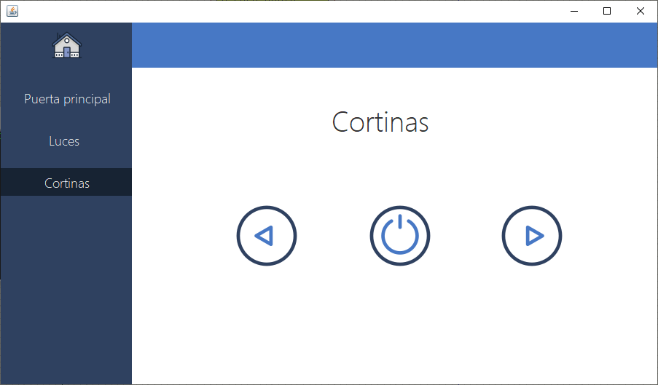 Puerta principal
Luces
Cortinas
Cortinas